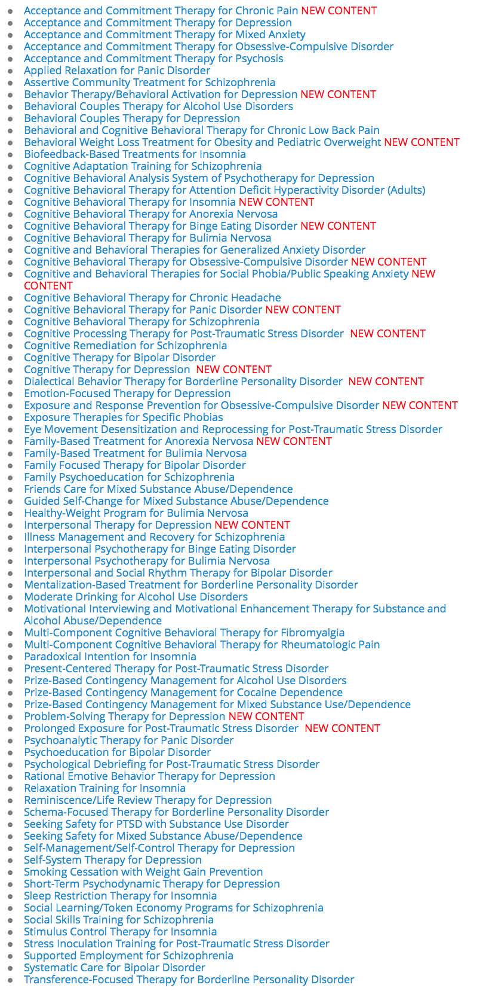 Acceptance and Commitment Therapy for Chronic Pain NEW CONTENT
Acceptance and Commitment Therapy for Depression
Acceptance and Commitment Therapy for Mixed Anxiety
Acceptance and Commitment Therapy for Obsessive-Compulsive Disorder
Acceptance and Commitment Therapy for Psychosis
Applied Relaxation for Panic Disorder
Assertive Community Treatment for Schizophrenia
Behavior Therapy/Behavioral Activation for Depression NEW CONTENT
Behavioral Couples Therapy for Alcohol Use Disorders
Behavioral Couples Therapy for Depression
Behavioral and Cognitive Behavioral Therapy for Chronic Low Back Pain
Behavioral Weight Loss Treatment for Obesity and Pediatric Overweight NEW CONTENT
Biofeedback-Based Treatments for Insomnia
Cognitive Adaptation Training for Schizophrenia
Cognitive Behavioral Analysis System of Psychotherapy for Depression
Cognitive Behavioral Therapy for Attention Deficit Hyperactivity Disorder (Adults)
Cognitive Behavioral Therapy for Insomnia NEW CONTENT
Cognitive Behavioral Therapy for Anorexia Nervosa
Cognitive Behavioral Therapy for Binge Eating Disorder NEW CONTENT
Cognitive Behavioral Therapy for Bulimia Nervosa
Cognitive and Behavioral Therapies for Generalized Anxiety Disorder
Cognitive Behavioral Therapy for Obsessive-Compulsive Disorder NEW CONTENT
Cognitive and Behavioral Therapies for Social Phobia/Public Speaking Anxiety NEW
CONTENT
Cognitive Behavioral Therapy for Chronic Headache
Cognitive Behavioral Therapy for Panic Disorder NEW CONTENT
Cognitive Behavioral Therapy for Schizophrenia
Cognitive Processing Therapy for Post-Traumatic Stress Disorder NEW CONTENT
Cognitive Remediation for Schizophrenia
Cognitive Therapy for Bipolar Disorder
Cognitive Therapy for Depression NEW CONTENT
Dialectical Behavior Therapy for Borderline Personality Disorder NEW CONTENT
Emotion-Focused Therapy for Depression
Exposure and Response Prevention for Obsessive-Compulsive Disorder NEW CONTENT
Exposure Therapies for Specific Phobias
Eye Movement Desensitization and Reprocessing for Post-Traumatic Stress Disorder
Family-Based Treatment for Anorexia Nervosa NEW CONTENT
Family-Based Treatment for Bulimia Nervosa
Family Focused Therapy for Bipolar Disorder
Family Psychoeducation for Schizophrenia
Friends Care for Mixed Substance Abuse/Dependence
Guided Self-Change for Mixed Substance Abuse/Dependence
Healthy-Weight Program for Bulimia Nervosa
Interpersonal Therapy for Depression NEW CONTENT
Illness Management and Recovery for Schizophrenia
Interpersonal Psychotherapy for Binge Eating Disorder
Interpersonal Psychotherapy for Bulimia Nervosa
Interpersonal and Social Rhythm Therapy for Bipolar Disorder
Mentalization-Based Treatment for Borderline Personality Disorder
Moderate Drinking for Alcohol Use Disorders
Motivational Interviewing and Motivational Enhancement Therapy for Substance and
Alcohol Abuse/Dependence
Multi-Component Cognitive Behavioral Therapy for Fibromyalgia
Multi-Component Cognitive Behavioral Therapy for Rheumatologic Pain
Paradoxical Intention for Insomnia
Present-Centered Therapy for Post-Traumatic Stress Disorder
Prize-Based Contingency Management for Alcohol Use Disorders
Prize-Based Contingency Management for Cocaine Dependence
Prize-Based Contingency Management for Mixed Substance Use/Dependence
Problem-Solving Therapy for Depression NEW CONTENT
Prolonged Exposure for Post-Traumatic Stress Disorder NEW CONTENT
Psychoanalytic Therapy for Panic Disorder
Psychoeducation for Bipolar Disorder
Psychological Debriefing for Post-Traumatic Stress Disorder
Rational Emotive Behavior Therapy for Depression
Relaxation Training for Insomnia
Reminiscence/Life Review Therapy for Depression
Schema-Focused Therapy for Borderline Personality Disorder
Seeking Safety for PTSD with Substance Use Disorder
Seeking Safety for Mixed Substance Abuse/Dependence
Self-Management/Self-Control Therapy for Depression
Self-System Therapy for Depression
Smoking Cessation with Weight Gain Prevention
Short-Term Psychodynamic Therapy for Depression
Sleep Restriction Therapy for Insomnia
Social Learning/Token Economy Programs for Schizophrenia
Social Skills Training for Schizophrenia
Stimulus Control Therapy for Insomnia
Stress Inoculation Training for Post-Traumatic Stress Disorder
Supported Employment for Schizophrenia
Systematic Care for Bipolar Disorder
Transference-Focused Therapy for Borderline Personality Disorder